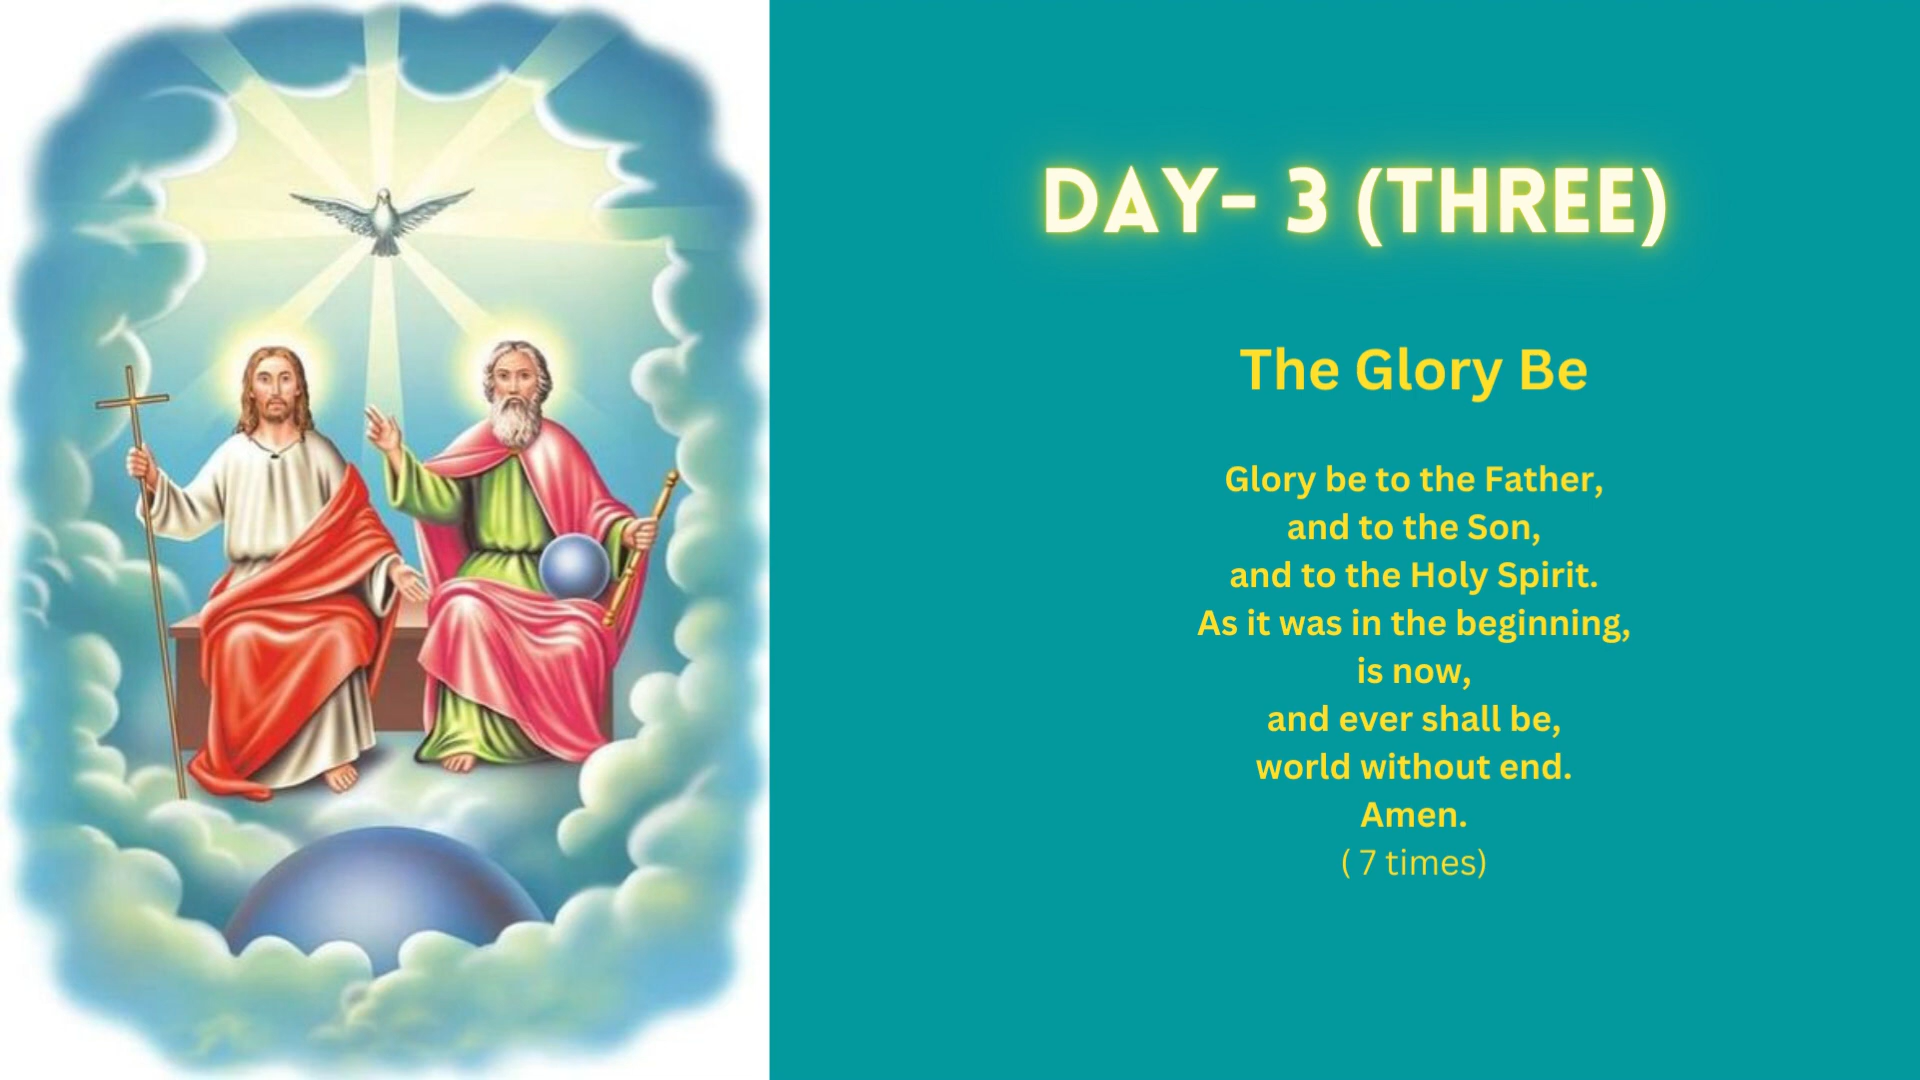 DAY- 3 (THREE)
The Glory Be
Glory be to the Father,
and to the Son,
and to the Holy Spirit.
As it was in the beginning,
is now,
and ever shall be,
world without end.
Amen.
( 7 times)